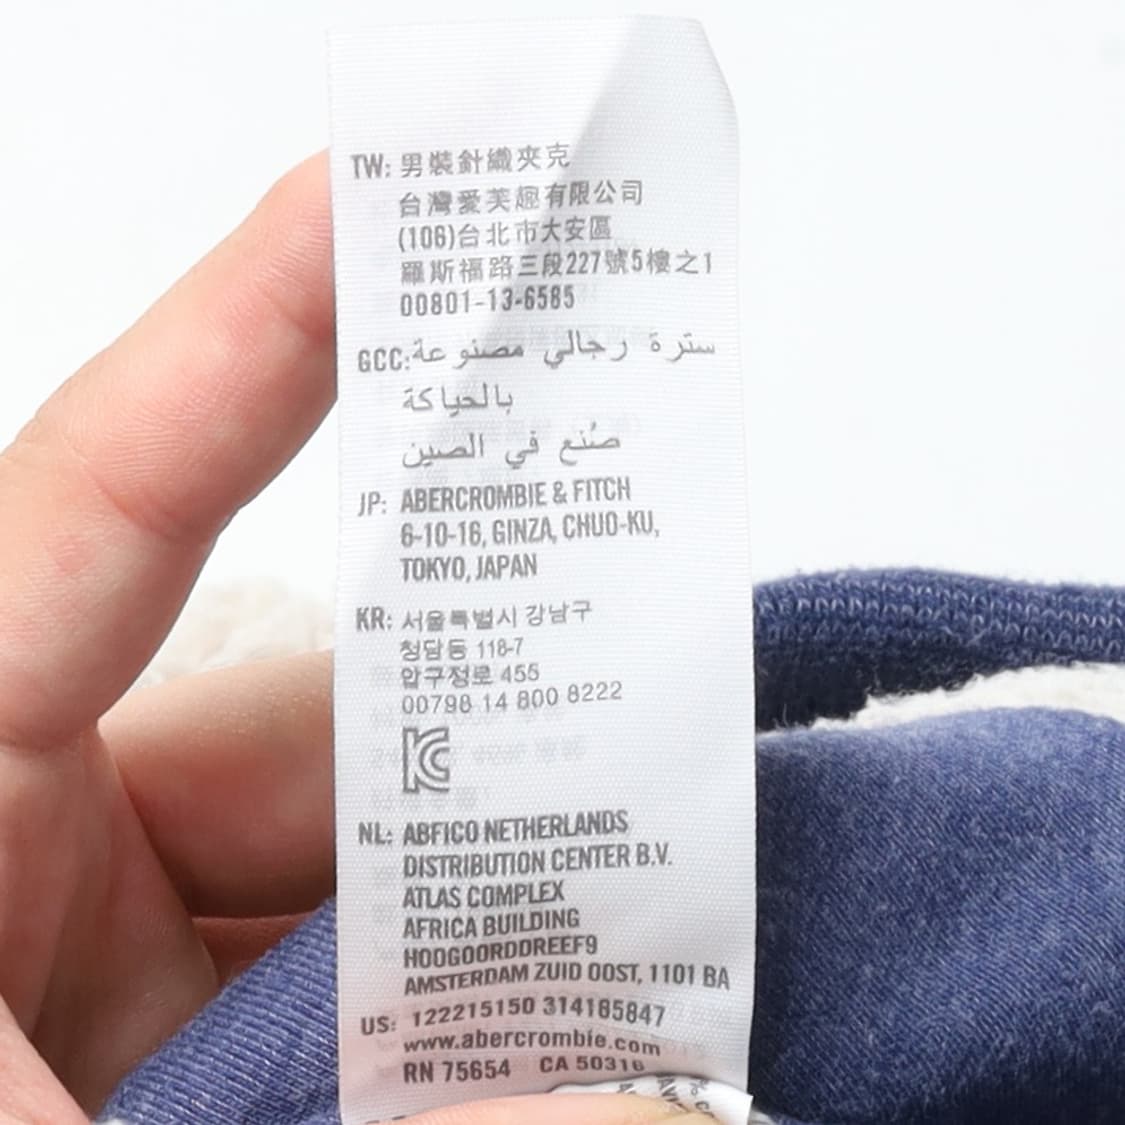 TW: 男裝針織夾克
台灣愛芙趣有限公司
(106)台北市大安區
羅斯福路三段227號5樓之1
00801-13-6585
GCC: سترة رجالي مصنوعة
بالحياكة
صُنع في الصين
JP: ABERCROMBIE & FITCH
6-10-16, GINZA, CHUO-KU,
TOKYO, JAPAN
KR: 서울특별시 강남구
청담동 118-7
압구정로 455
00798 14 800 8222
KC
NL: ABFICO NETHERLANDS
DISTRIBUTION CENTER B.V.
ATLAS COMPLEX
AFRICA BUILDING
HOOGOORDDREEF9
AMSTERDAM ZUID OOST, 1101 BA
US: 122215150 314185847
www.abercrombie.com
RN 75654 CA 50316